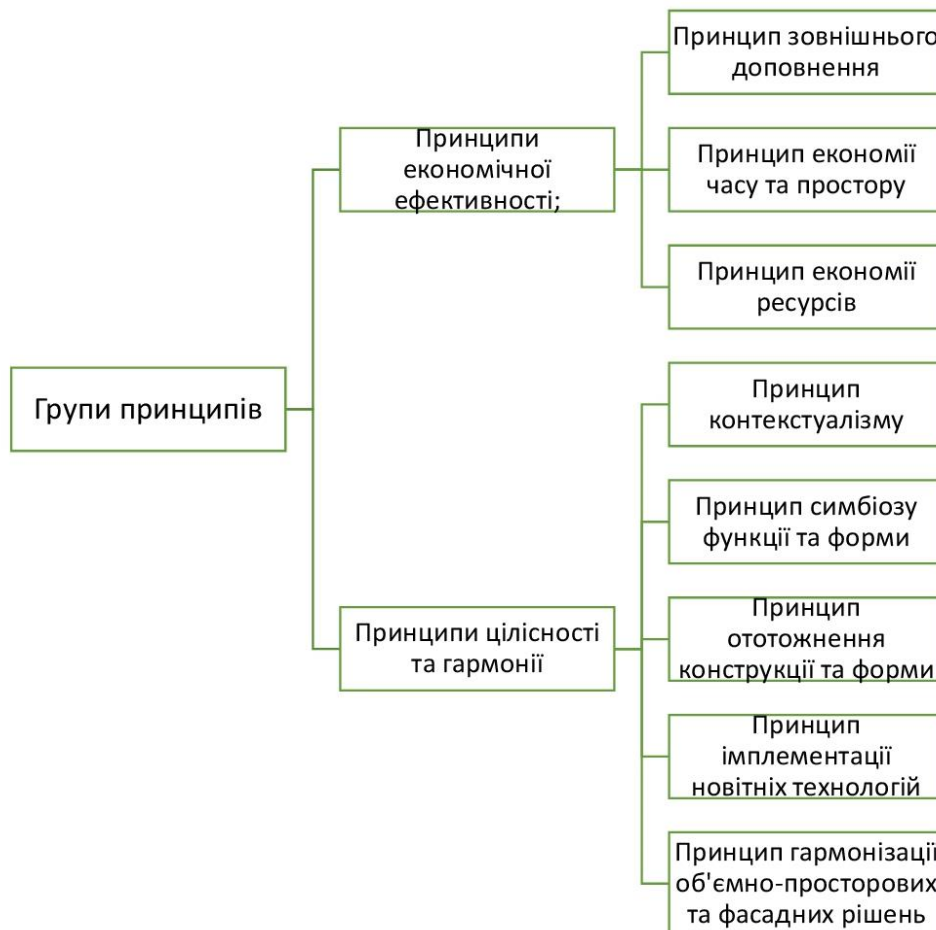 Групи принципів
Принципи
економічної
ефективності;
Принцип зовнішнього
доповнення
Принцип економії
часу та простору
Принцип економії
ресурсів
Принципи цілісності
та гармонії
Принцип
контекстуалізму
Принцип симбіозу
функції та форми
Принцип
ототожнення
конструкції та форми
Принцип
імплементації
новітніх технологій
Принцип гармонізації
об'ємно-просторових
та фасадних рішень